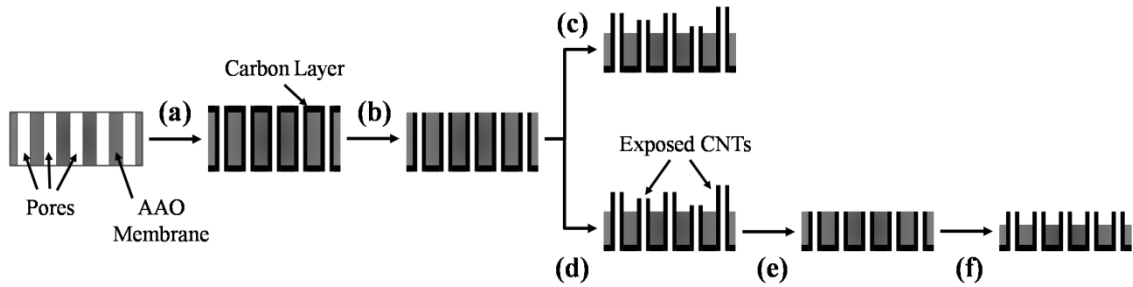 (c)
Carbon Layer
(a)
(b)
Exposed CNTs
Pores
AAO
Membrane
(d)
(e)
(f)